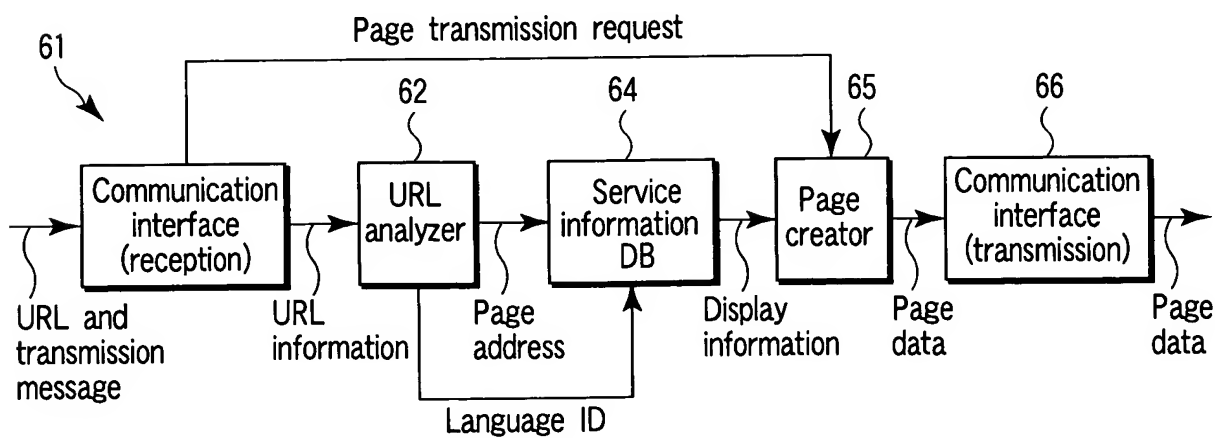 Page transmission request
61
62
64
65
66
Communication
interface
(reception)
URL
analyzer
Service
information
DB
Page
creator
Communication
interface
(transmission)
URL and
transmission
message
URL
information
Page
address
Display
information
Page
data
Page
data
Language ID